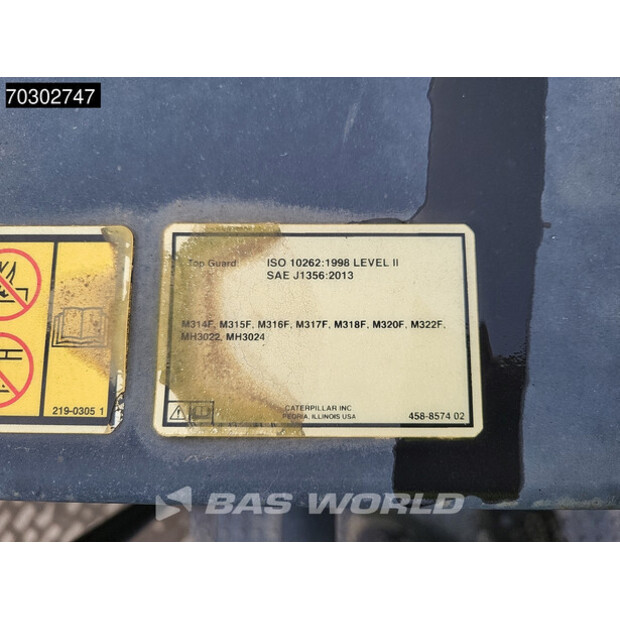 70302747
Top Guard: ISO 10262:1998 LEVEL II
SAE J1356:2013
M314F, M315F, M316F, M317F, M318F, M320F, M322F,
MH3022, MH3024
CATERPILLAR INC
PEORIA, ILLINOIS USA
458-8574 02
219-0305 1
BAS WORLD